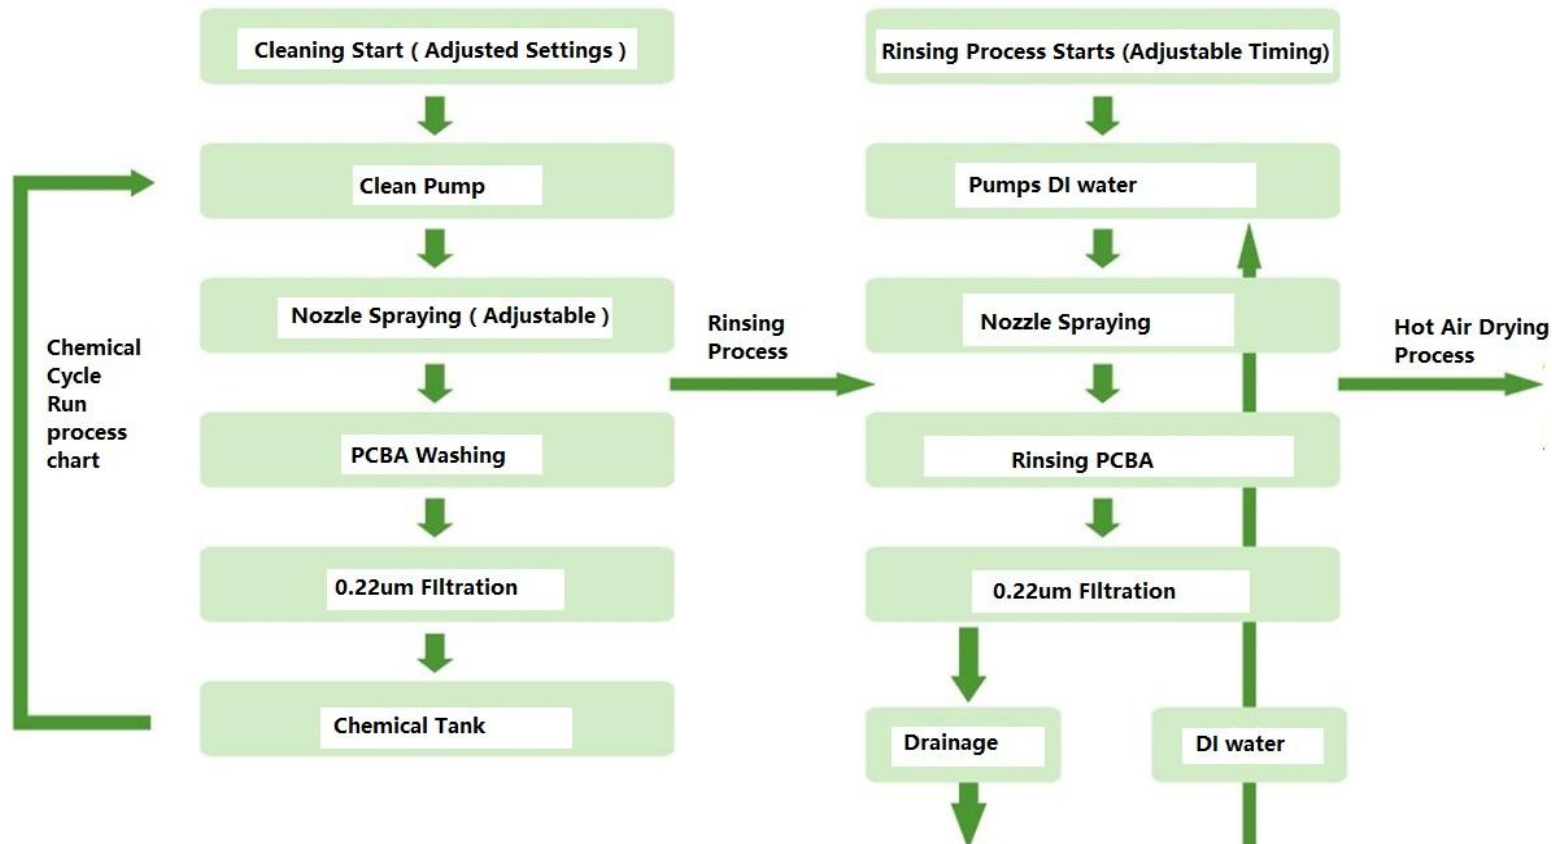 Cleaning Start ( Adjusted Settings )
Clean Pump
Nozzle Spraying ( Adjustable )
PCBA Washing
0.22um FIltration
Chemical Tank
Chemical
Cycle
Run
process
chart
Rinsing
Process
Rinsing Process Starts (Adjustable Timing)
Pumps DI water
Nozzle Spraying
Rinsing PCBA
0.22um FIltration
Drainage
DI water
Hot Air Drying
Process